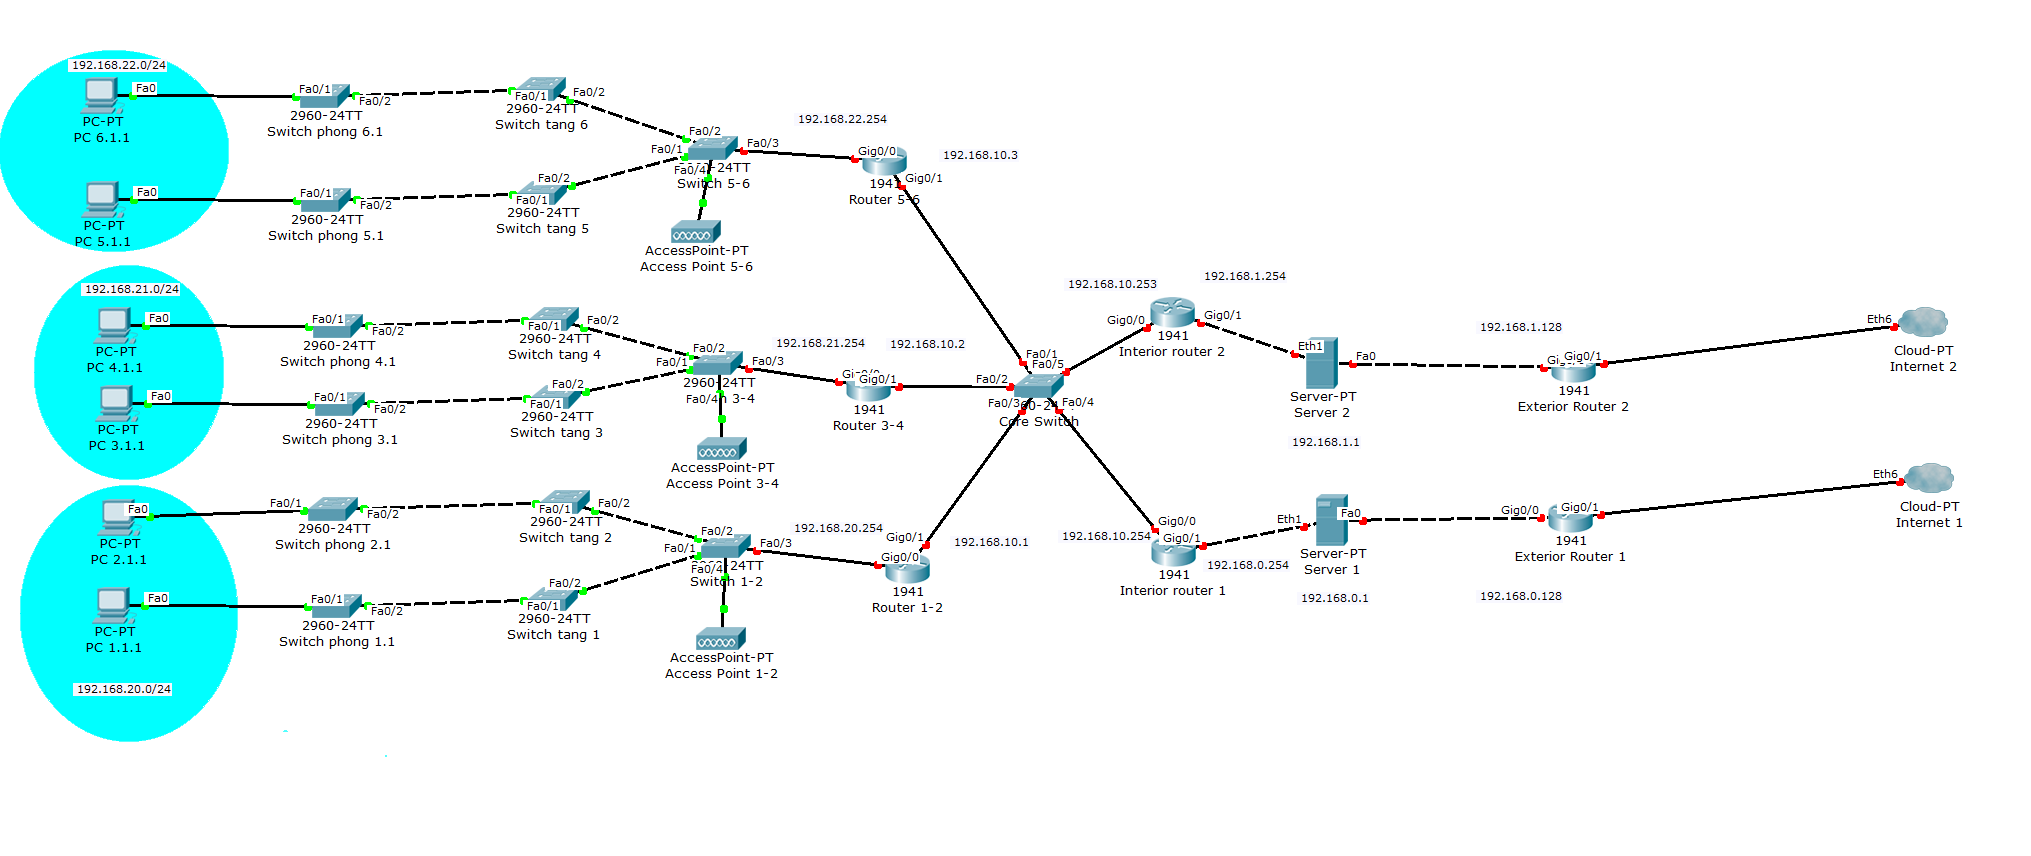 192.168.22.0/24
Fa0
PC-PT
PC 6.1.1
Fa0/1
Fa0/2
2960-24TT
Switch phong 6.1
Fa0/1
Fa0/2
2960-24TT
Switch tang 6
Fa0
PC-PT
PC 5.1.1
Fa0/1
Fa0/2
2960-24TT
Switch phong 5.1
Fa0/2
Fa0/1
2960-24TT
Switch tang 5
Fa0/2
Fa0/1
Fa0/3
Fa0/4
-24TT
Switch 5-6
AccessPoint-PT
Access Point 5-6
192.168.22.254
Gig0/0
Gig0/1
1941
Router 5-6
192.168.10.3
192.168.21.0/24
Fa0
PC-PT
PC 4.1.1
Fa0/1
Fa0/2
2960-24TT
Switch phong 4.1
Fa0/1
Fa0/2
2960-24TT
Switch tang 4
Fa0
PC-PT
PC 3.1.1
Fa0/1
Fa0/2
2960-24TT
Switch phong 3.1
Fa0/2
Fa0/1
2960-24TT
Switch tang 3
Fa0/2
Fa0/1
Fa0/3
2960-24TT
Fa0/4
3-4
AccessPoint-PT
Access Point 3-4
192.168.21.254
192.168.10.2
Gig0/1
1941
Router 3-4
Fa0
PC-PT
PC 2.1.1
Fa0/1
Fa0/2
2960-24TT
Switch phong 2.1
Fa0/1
Fa0/2
2960-24TT
Switch tang 2
Fa0
PC-PT
PC 1.1.1
Fa0/1
Fa0/2
2960-24TT
Switch phong 1.1
Fa0/2
Fa0/1
2960-24TT
Switch tang 1
192.168.20.0/24
Fa0/2
Fa0/1
Fa0/3
Fa0/4
24TT
Switch 1-2
AccessPoint-PT
Access Point 1-2
192.168.20.254
Gig0/1
Gig0/0
1941
Router 1-2
192.168.10.1
Fa0/1
Fa0/5
Fa0/2
Fa0/3
Fa0/4
Core Switch
192.168.10.253
192.168.1.254
Gig0/0
Gig0/1
1941
Interior router 2
Eth1
Fa0
Server-PT
Server 2
192.168.1.1
192.168.1.128
Gig0/1
1941
Exterior Router 2
Eth6
Cloud-PT
Internet 2
192.168.10.254
Gig0/0
Gig0/1
1941
Interior router 1
192.168.0.254
Eth1
Fa0
Server-PT
Server 1
192.168.0.1
192.168.0.128
Gig0/0
Gig0/1
1941
Exterior Router 1
Eth6
Cloud-PT
Internet 1